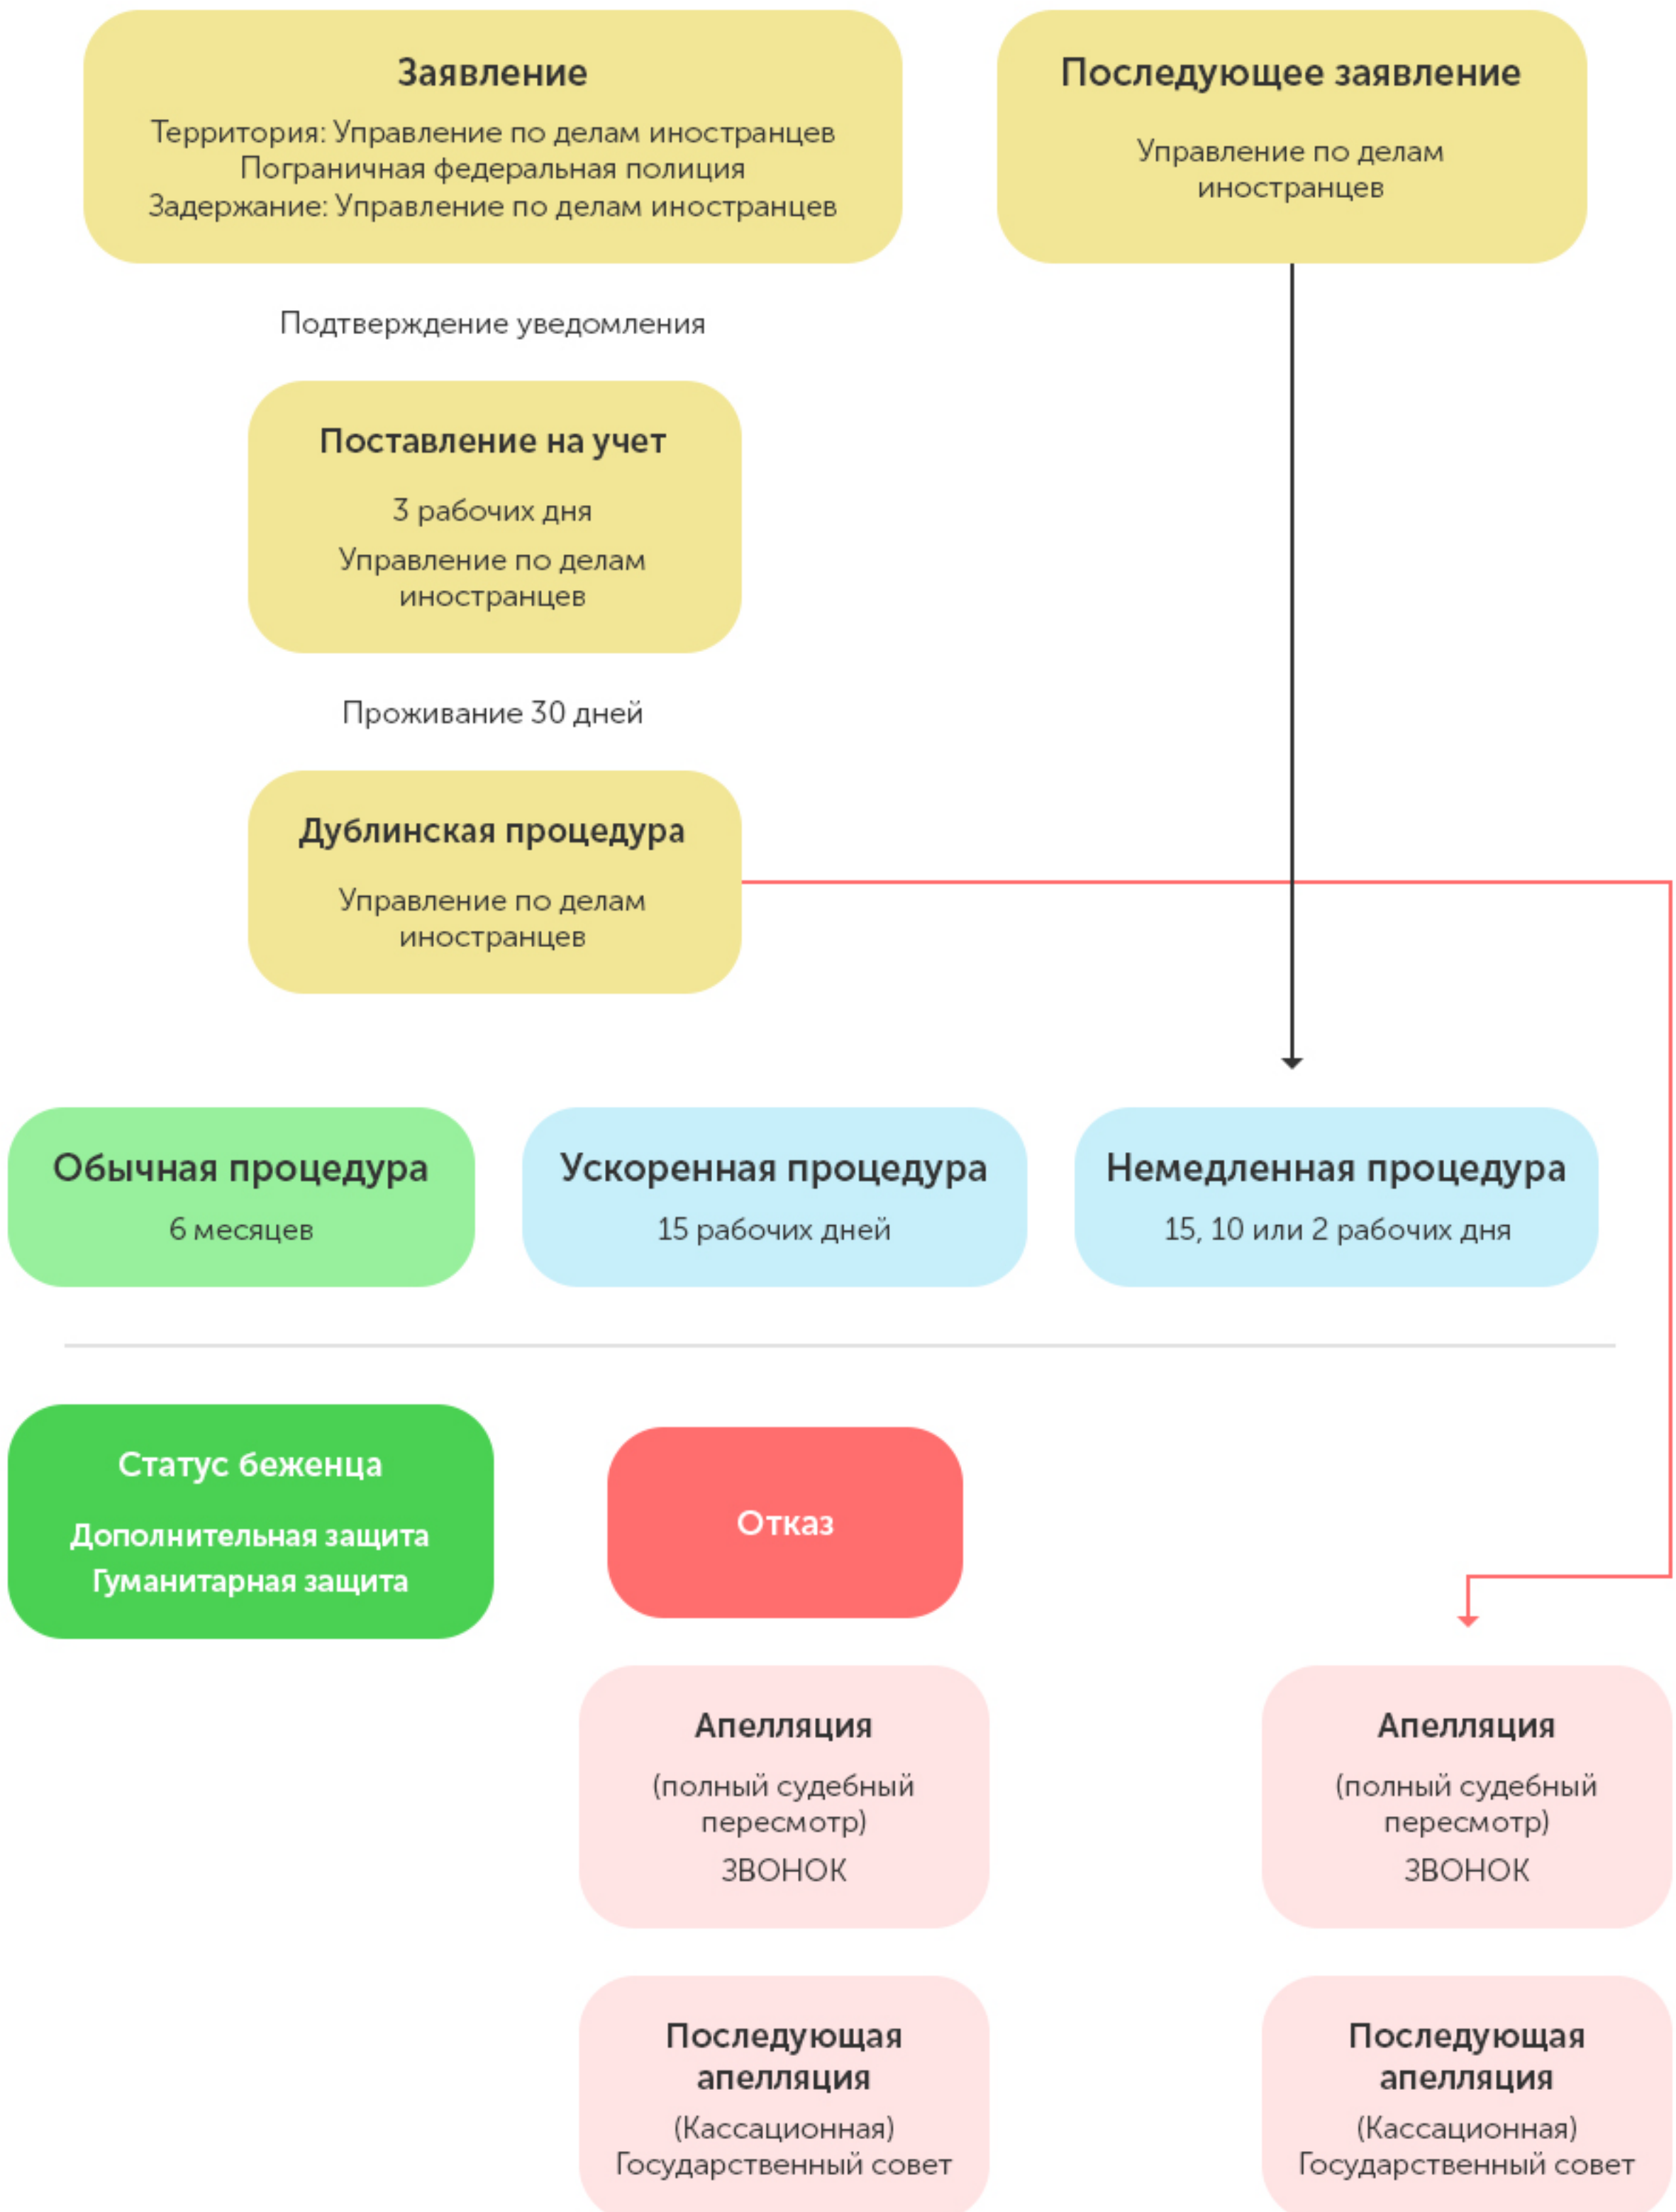 Заявление
Территория: Управление по делам иностранцев
Пограничная федеральная полиция
Задержание: Управление по делам иностранцев
Последующее заявление
Управление по делам
иностранцев
Подтверждение уведомления
Поставление на учет
3 рабочих дня
Управление по делам
иностранцев
Проживание 30 дней
Дублинская процедура
Управление по делам
иностранцев
Обычная процедура
6 месяцев
Ускоренная процедура
15 рабочих дней
Немедленная процедура
15, 10 или 2 рабочих дня
Статус беженца
Дополнительная защита
Гуманитарная защита
Отказ
Апелляция
(полный судебный
пересмотр)
ЗВОНОК
Апелляция
(полный судебный
пересмотр)
ЗВОНОК
Последующая
апелляция
(Кассационная)
Государственный совет
Последующая
апелляция
(Кассационная)
Государственный совет